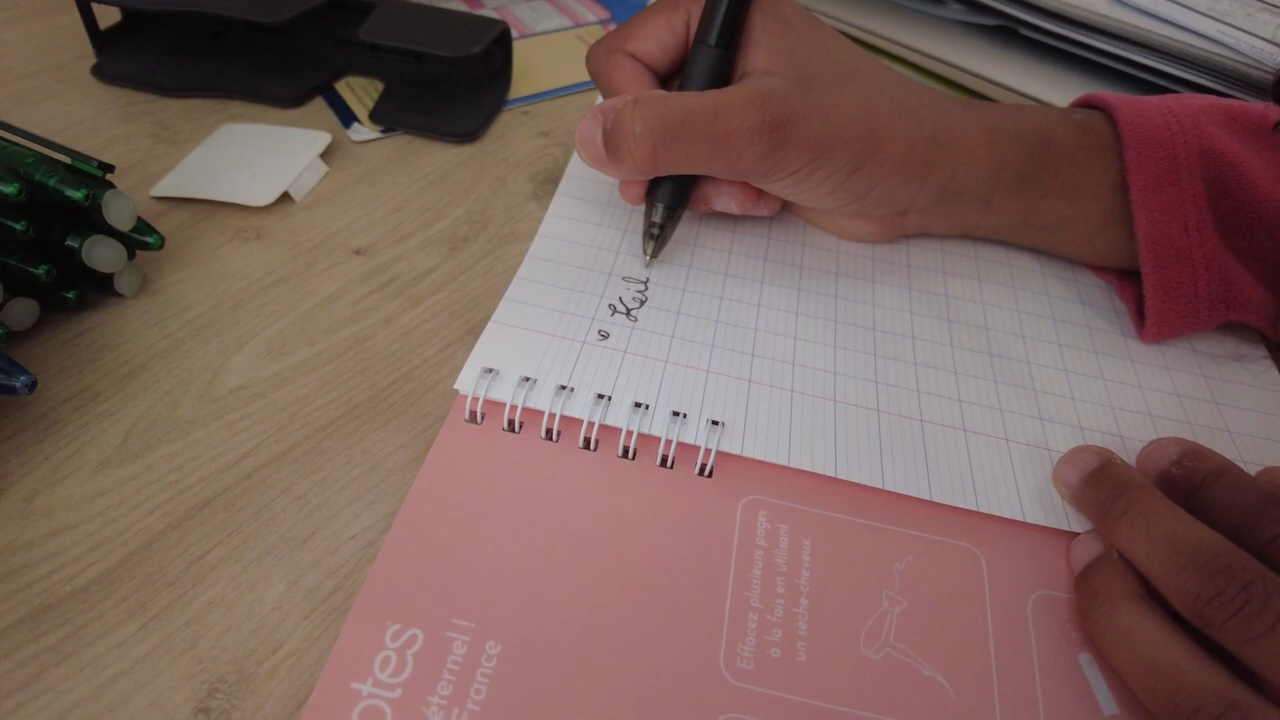 Keil
Effacez plusieurs pages
à la fois en utilisant
un sèche-cheveux
otes
éternel !
France